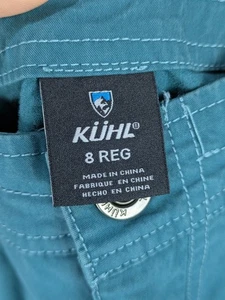 KÜHL®
8 REG
MADE IN CHINA
FABRIQUÉ EN CHINE
HECHO EN CHINA